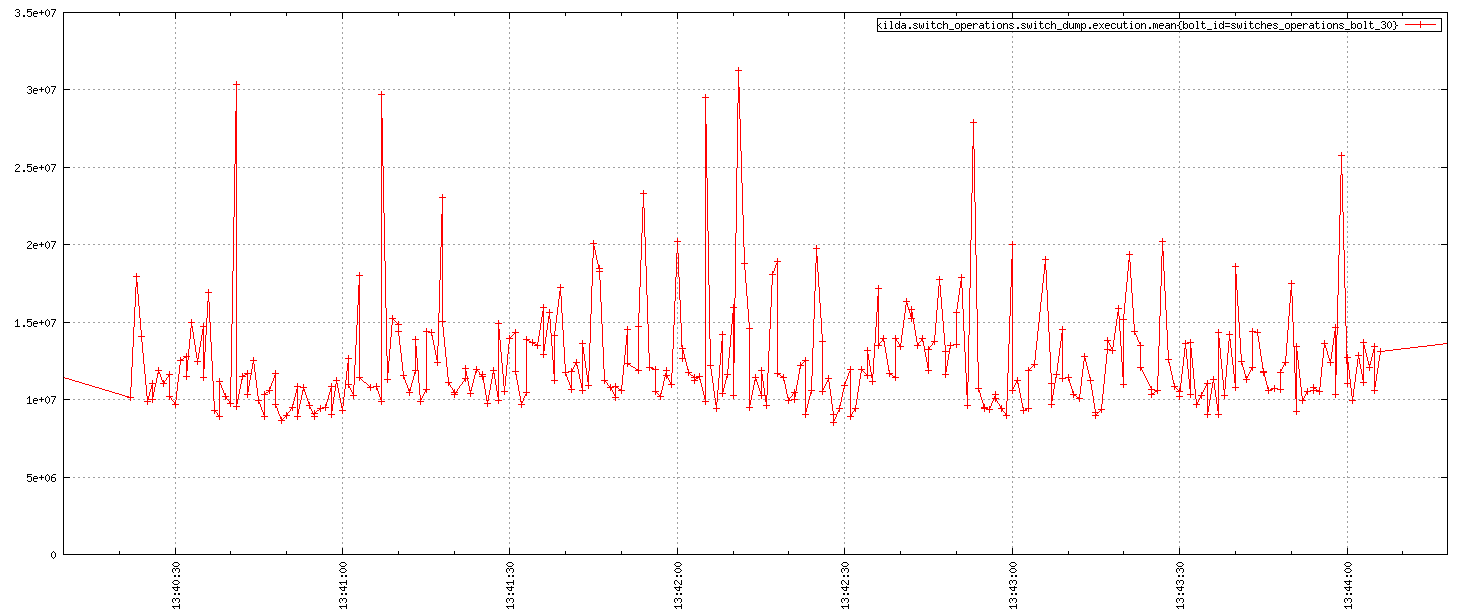 3.5e+07
kilda.switch_operations.switch_dump.execution.mean{bolt_id=switches_operations_bolt_30}
3e+07
2.5e+07
2e+07
1.5e+07
1e+07
5e+06
0
13:40:30
13:41:00
13:41:30
13:42:00
13:42:30
13:43:00
13:43:30
13:44:00